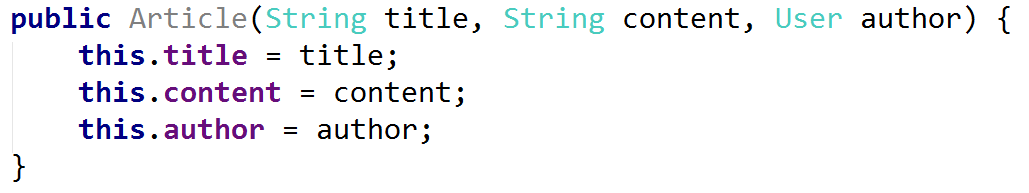 public Article(String title, String content, User author) {
    this.title = title;
    this.content = content;
    this.author = author;
}